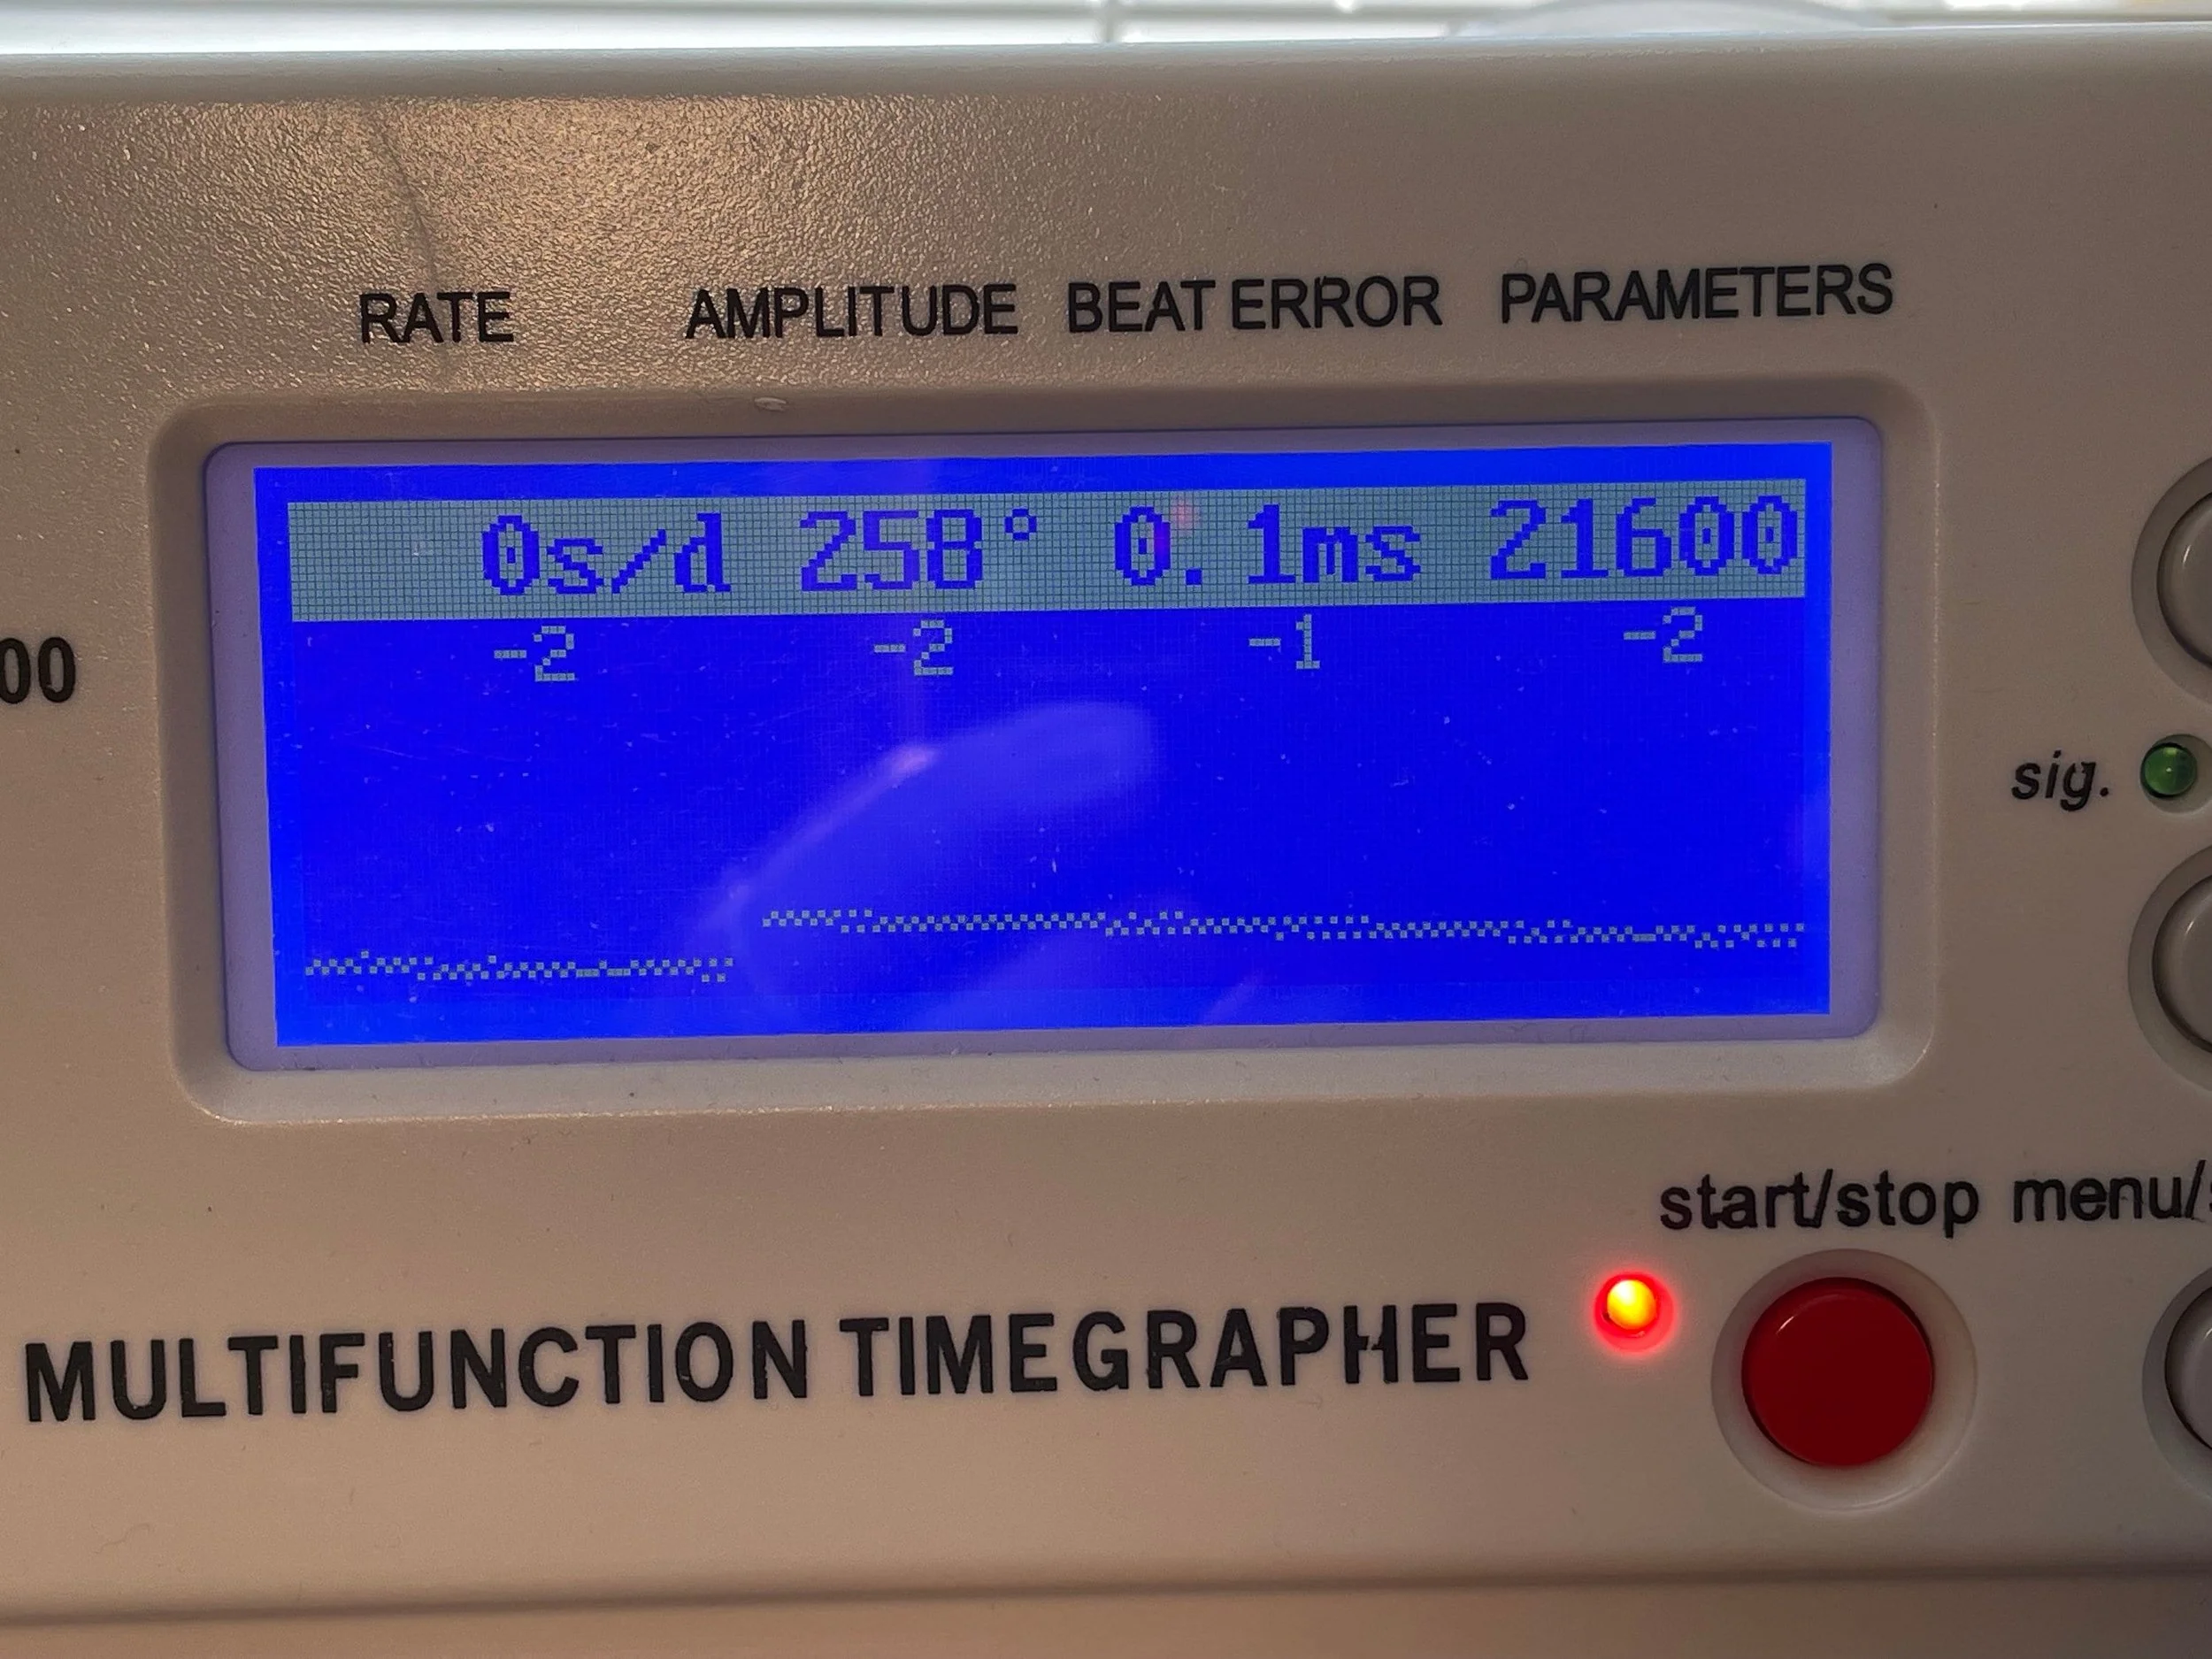 RATE AMPLITUDE BEAT ERROR PARAMETERS
0s/d 258° 0.1ms 21600
-2 -2 -1 -2
00
sig.
start/stop menu/s
MULTIFUNCTION TIMEGRAPHER